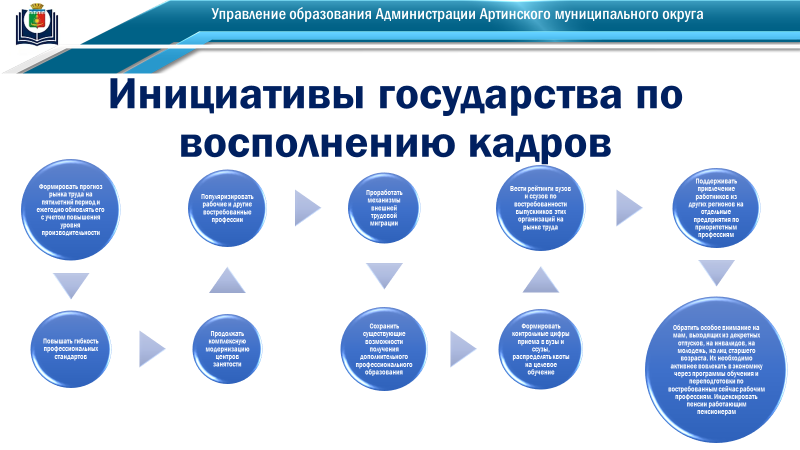 Управление образования Администрации Артинского муниципального округа
Инициативы государства по
восполнению кадров
Формировать прогноз
рынка труда на
пятилетний период и
ежегодно обновлять его
с учетом повышения
уровня
производительности
Повышать гибкость
профессиональных
стандартов
Продолжать
комплексную
модернизацию
центров
занятости
Популяризировать
рабочие и другие
востребованные
профессии
Проработать
механизмы
внешней
трудовой
миграции
Сохранить
существующие
возможности
получения
дополнительного
профессионального
образования
Формировать
контрольные цифры
приема в вузы и
ссузы,
распределять квоты
на целевое
обучение
Вести рейтинги вузов
и ссузов по
востребованности
выпускников этих
организаций на
рынке труда
Поддерживать
привлечение
работников из
других регионов на
отдельные
предприятия по
приоритетным
профессиям
Обратить особое внимание на
мам, выходящих из декретных
отпусков, на инвалидов, на
молодежь, на лиц старшего
возраста. Их необходимо
активнее вовлекать в экономику
через программы обучения и
переподготовки по
востребованным сейчас рабочим
профессиям. Индексировать
пенсии работающим
пенсионерам